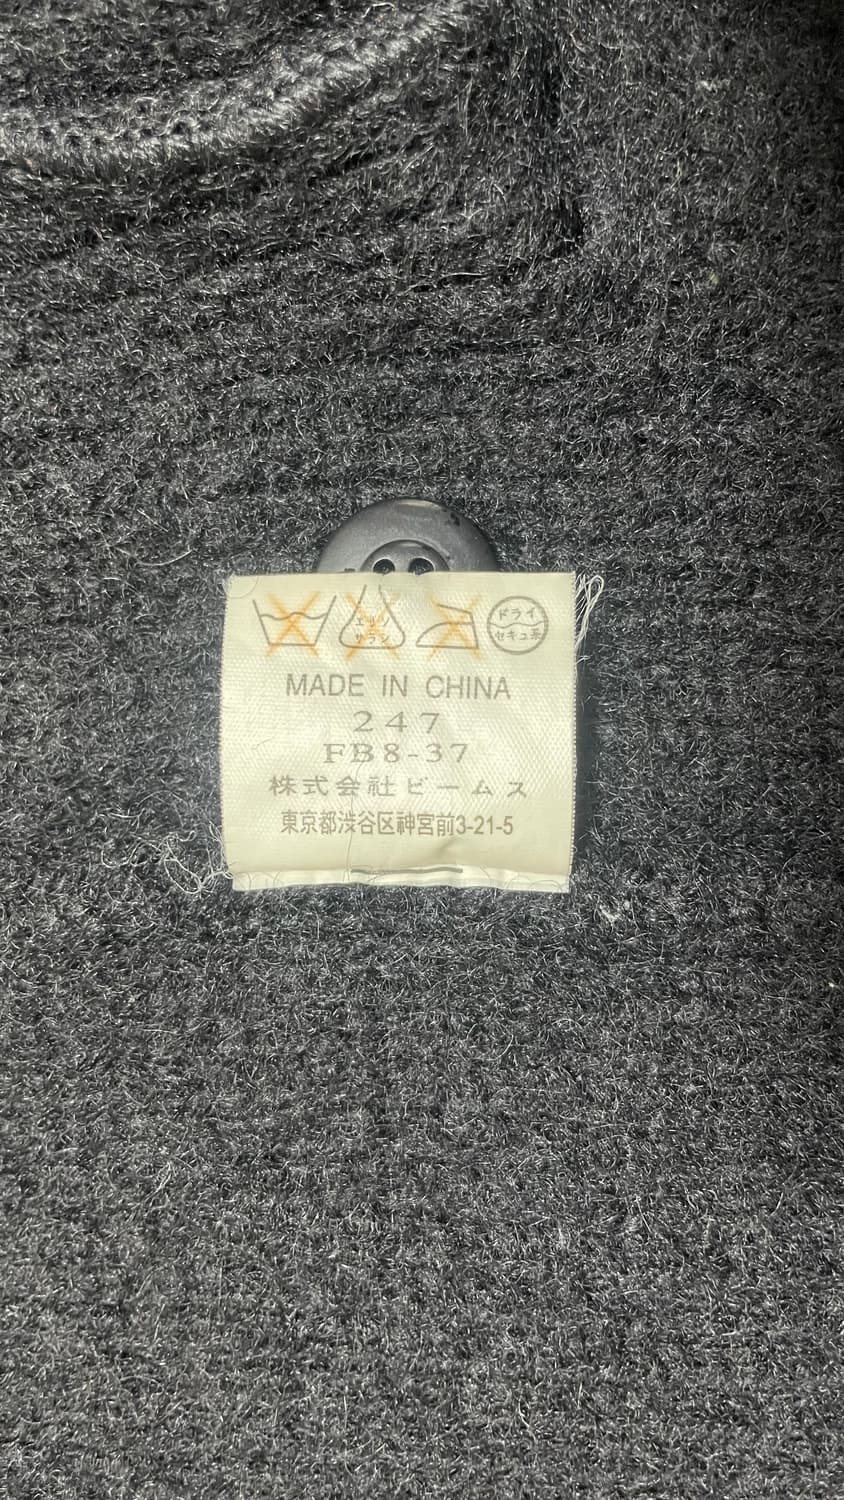 エンソ
サラシ
ドライ
セキユ系
MADE IN CHINA
247
FB8-37
株式会社ビームス
東京都渋谷区神宮前3-21-5